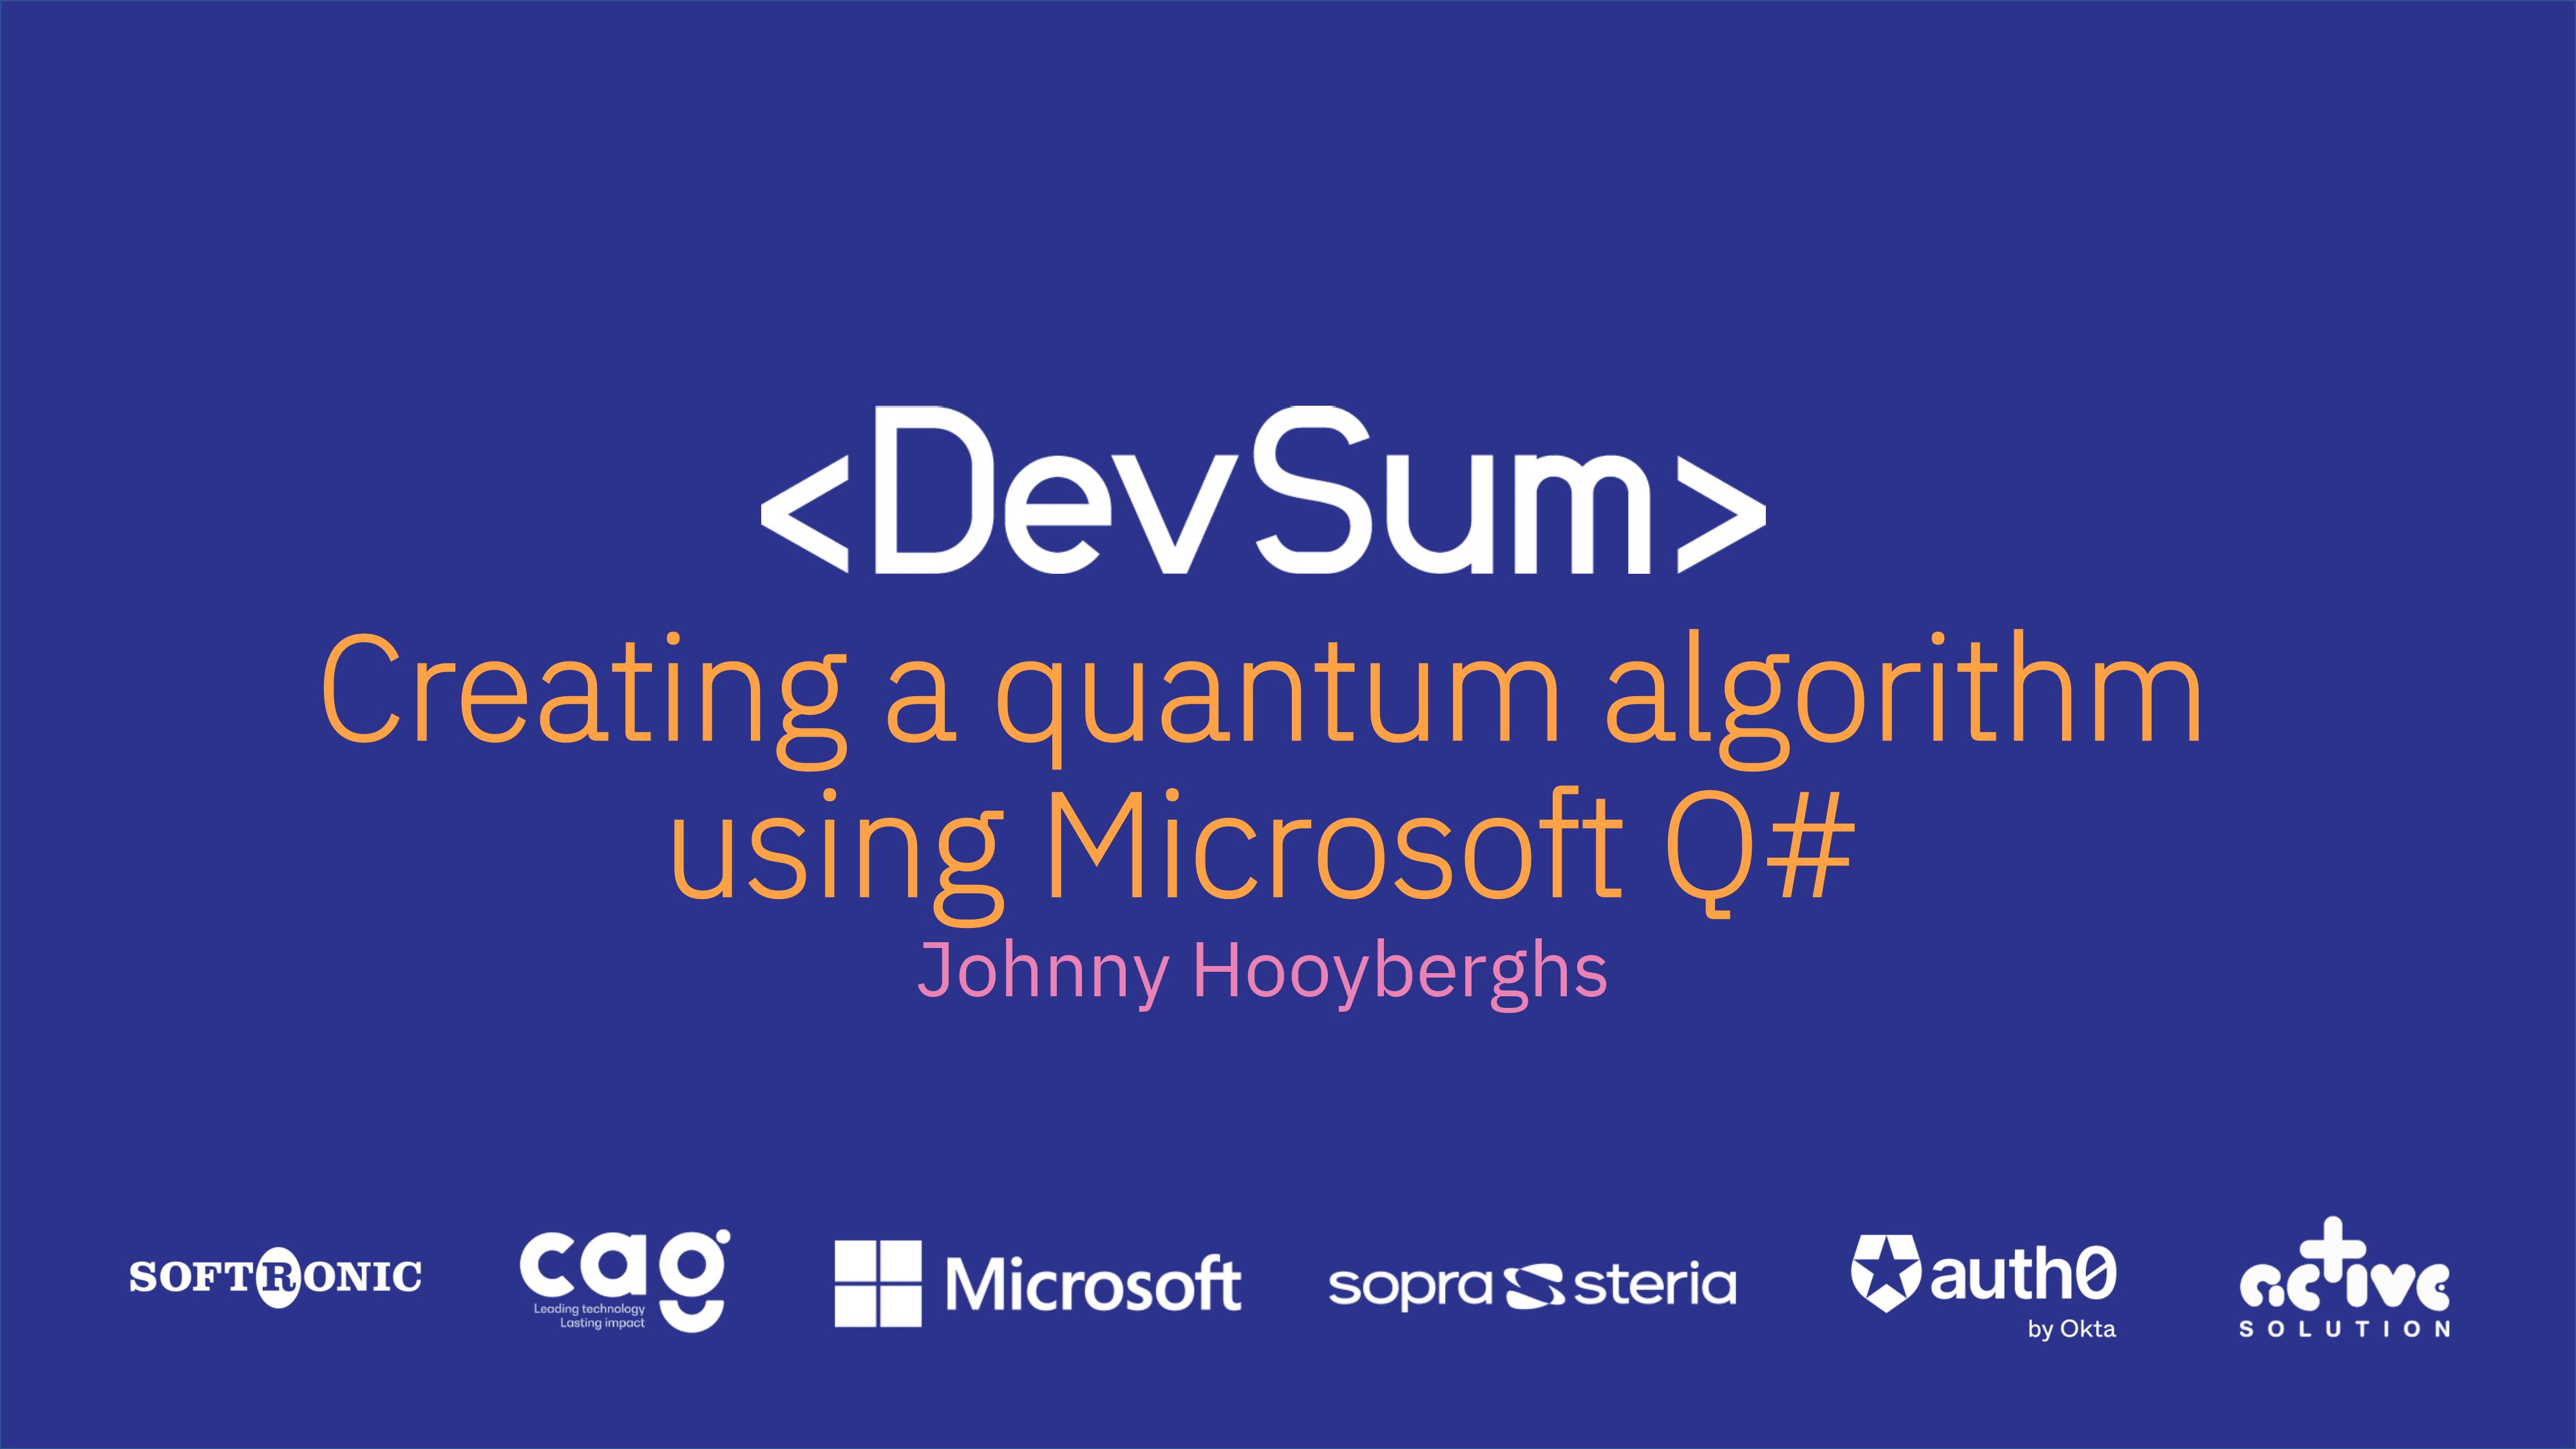 <DevSum>
Creating a quantum algorithm
using Microsoft Q#
Johnny Hooyberghs
SOFTRONIC
cag
Leading technology
Lasting impact
Microsoft
sopra steria
auth0
by Okta
active
SOLUTION